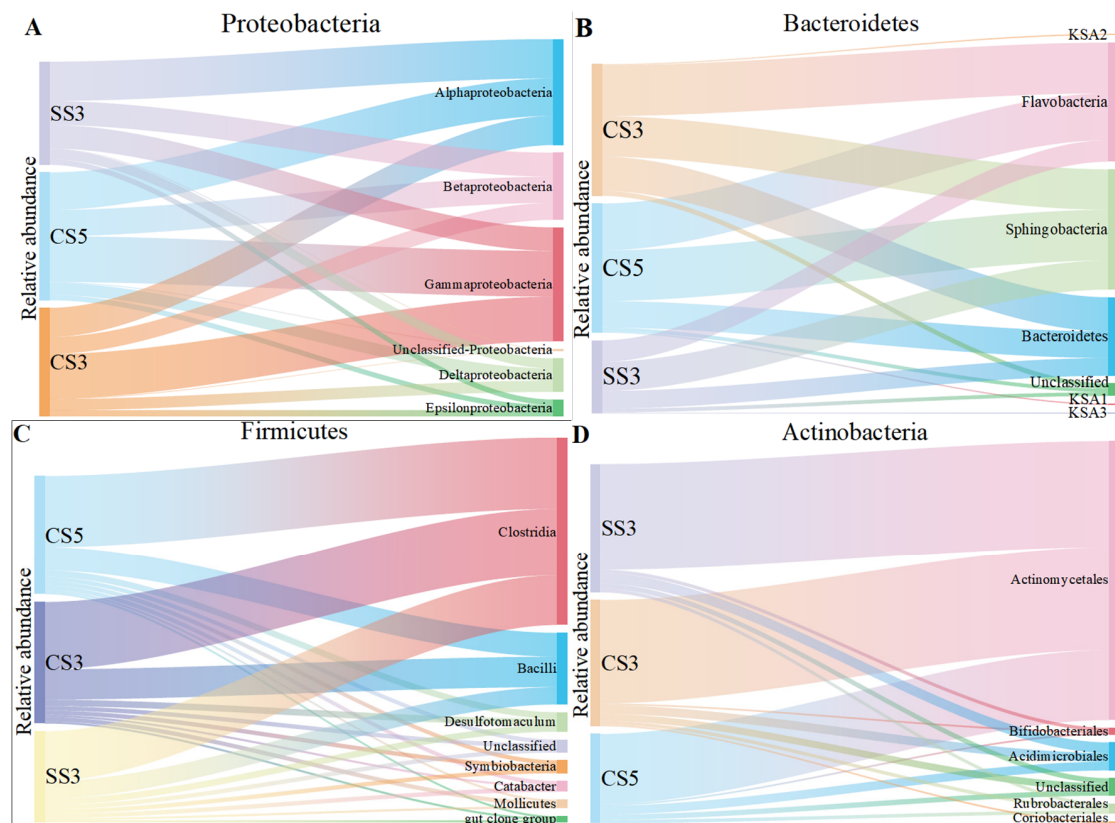 A
Proteobacteria
Relative abundance
SS3
CS5
CS3
Alphaproteobacteria
Betaproteobacteria
Gammaproteobacteria
Unclassified-Proteobacteria
Deltaproteobacteria
Epsilonproteobacteria
B
Bacteroidetes
Relative abundance
CS3
CS5
SS3
KSA2
Flavobacteria
Sphingobacteria
Bacteroidetes
Unclassified
KSA1
KSA3
C
Firmicutes
Relative abundance
CS5
CS3
SS3
Clostridia
Bacilli
Desulfotomaculum
Unclassified
Symbiobacteria
Catabacter
Mollicutes
gut clone group
D
Actinobacteria
Relative abundance
SS3
CS3
CS5
Actinomycetales
Bifidobacteriales
Acidimicrobiales
Unclassified
Rubrobacterales
Coriobacteriales